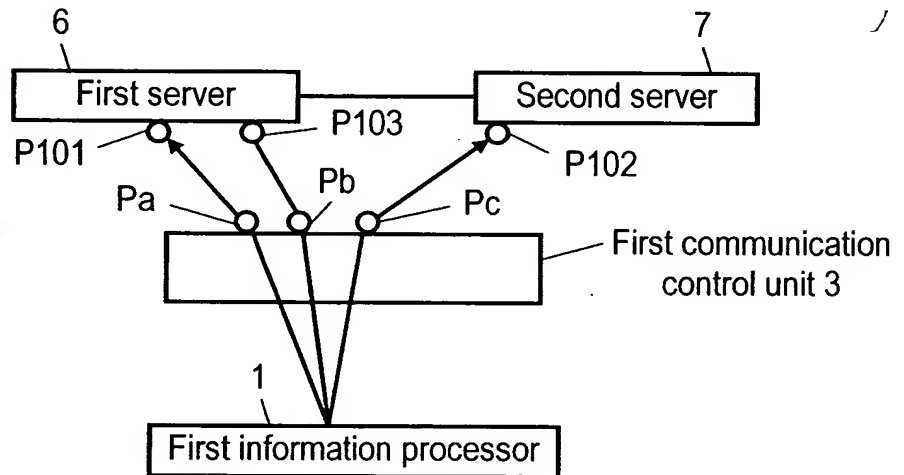 6
7
First server
Second server
P101
P103
P102
Pa
Pb
Pc
First communication
control unit 3
1
First information processor